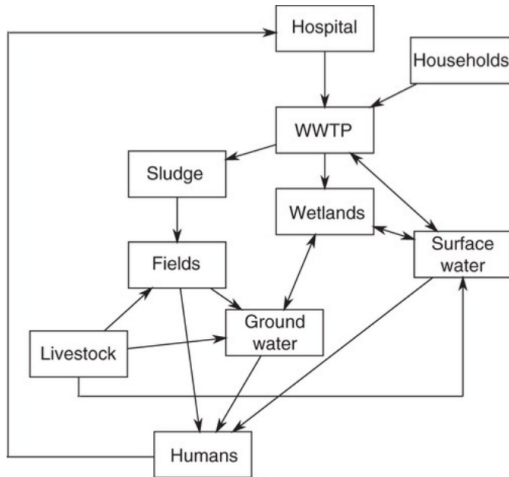 Hospital
Households
WWTP
Sludge
Wetlands
Surface
water
Fields
Ground
water
Livestock
Humans